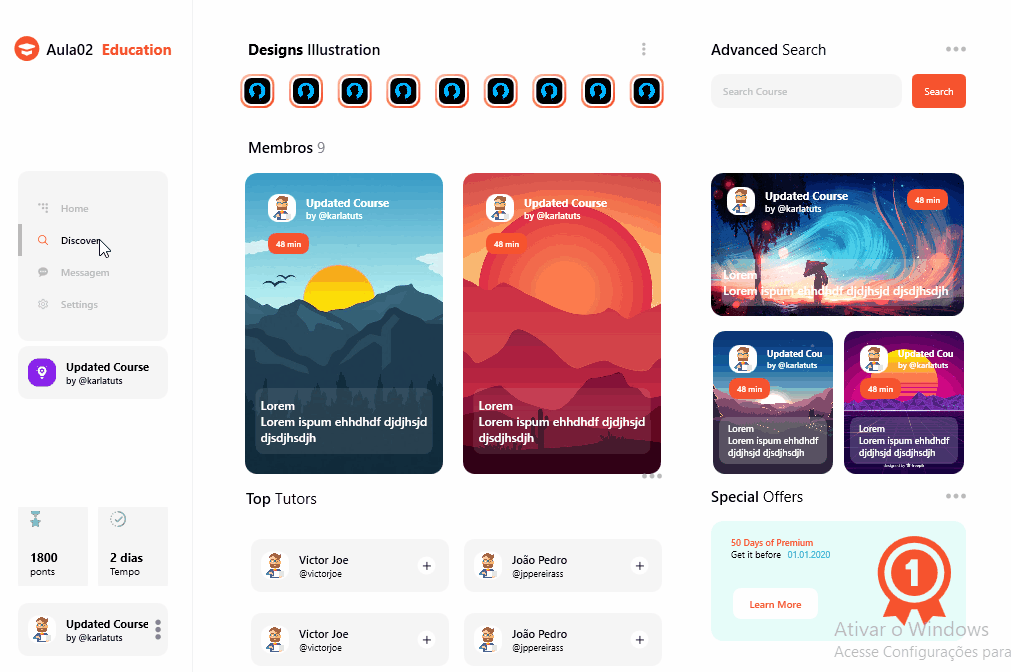 Aula02 Education
Home
Discover
Messagem
Settings
Updated Course
by @karlatuts
1800
ponts
2 dias
Tempo
Updated Course
by @karlatuts
Designs Illustration
Membros 9
Updated Course
by @karlatuts
48 min
Lorem
Lorem ispum ehhdhdf djdjhsjd
djsdjhsdjh
Updated Course
by @karlatuts
48 min
Lorem
Lorem ispum ehhdhdf djdjhsjd
djsdjhsdjh
Top Tutors
Victor Joe
@victorjoe
+
João Pedro
@jppereirass
+
Victor Joe
@victorjoe
+
João Pedro
@jppereirass
+
Advanced Search
Search Course
Search
Updated Course
by @karlatuts
48 min
Lorem
Lorem ispum ehhdhdf djdjhsjd djsdjhsdjh
Updated Cou
by @karlatuts
48 min
Lorem
Lorem ispum ehhdhdf
djdjhsjd djsdjhsdjh
Updated Cou
by @karlatuts
48 min
Lorem
Lorem ispum ehhdhdf
djdjhsjd djsdjhsdjh
designed by freepik
Special Offers
50 Days of Premium
Get it before 01.01.2020
Learn More
1
Ativar o Windows
Acesse Configurações para